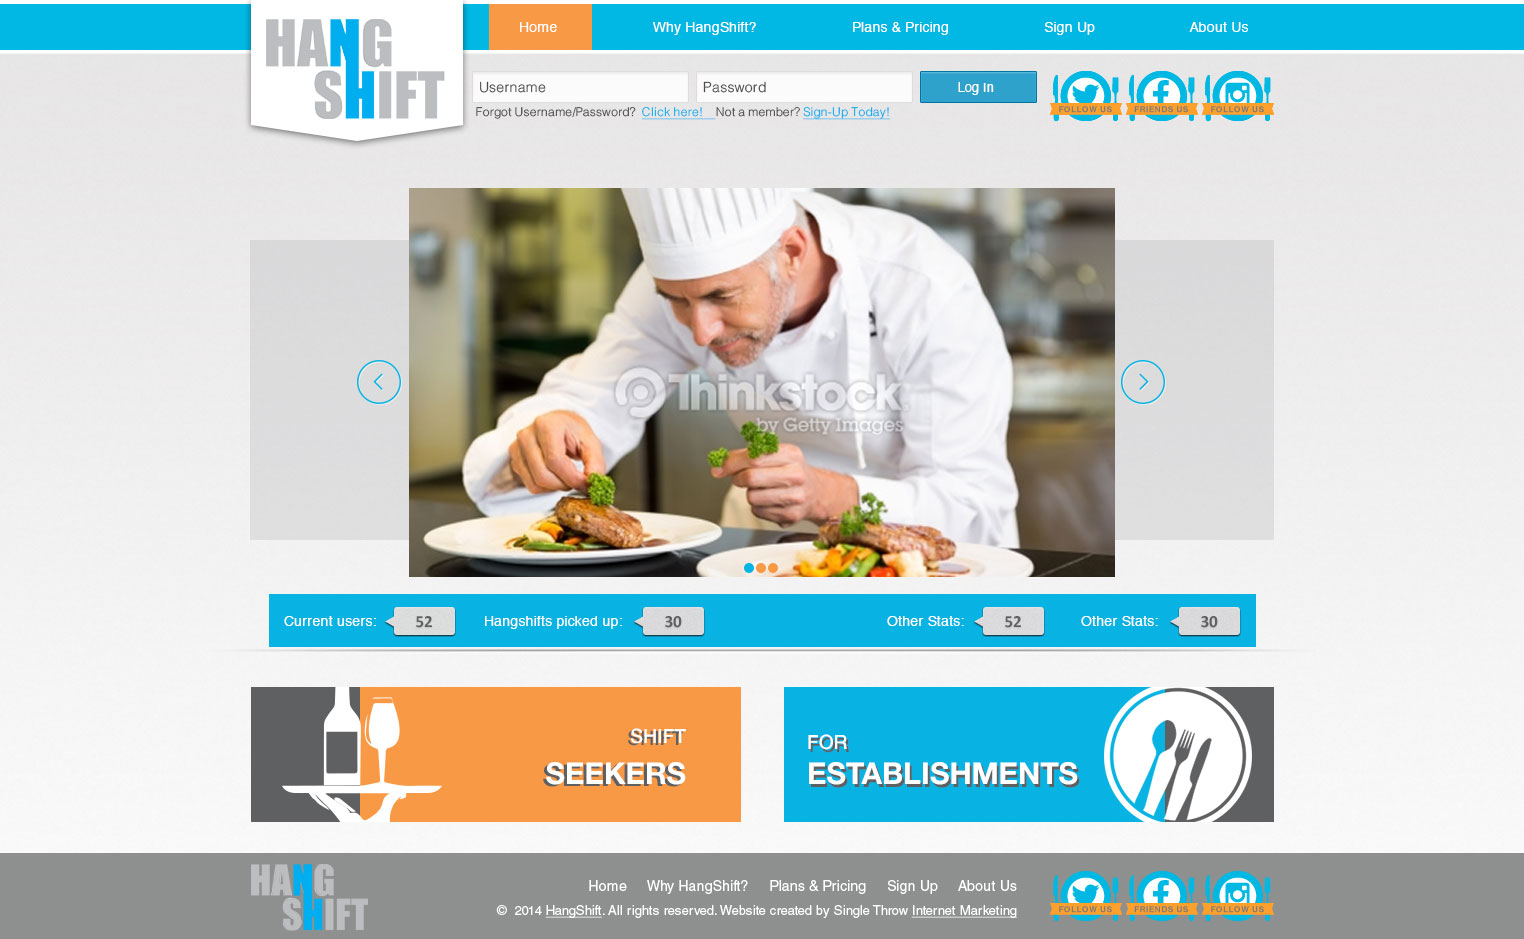 HANG
SHIFT
Home Why HangShift? Plans & Pricing Sign Up About Us
Username Password Log in
Forgot Username/Password? Click here! Not a member? Sign-Up Today!
FOLLOW US FRIENDS US FOLLOW US
Thinkstock
by Getty Images
Current users: 52 Hangshifts picked up: 30 Other Stats: 52 Other Stats: 30
SHIFT
SEEKERS
FOR
ESTABLISHMENTS
HANG
SHIFT
Home Why HangShift? Plans & Pricing Sign Up About Us
© 2014 HangShift. All rights reserved. Website created by Single Throw Internet Marketing
FOLLOW US FRIENDS US FOLLOW US